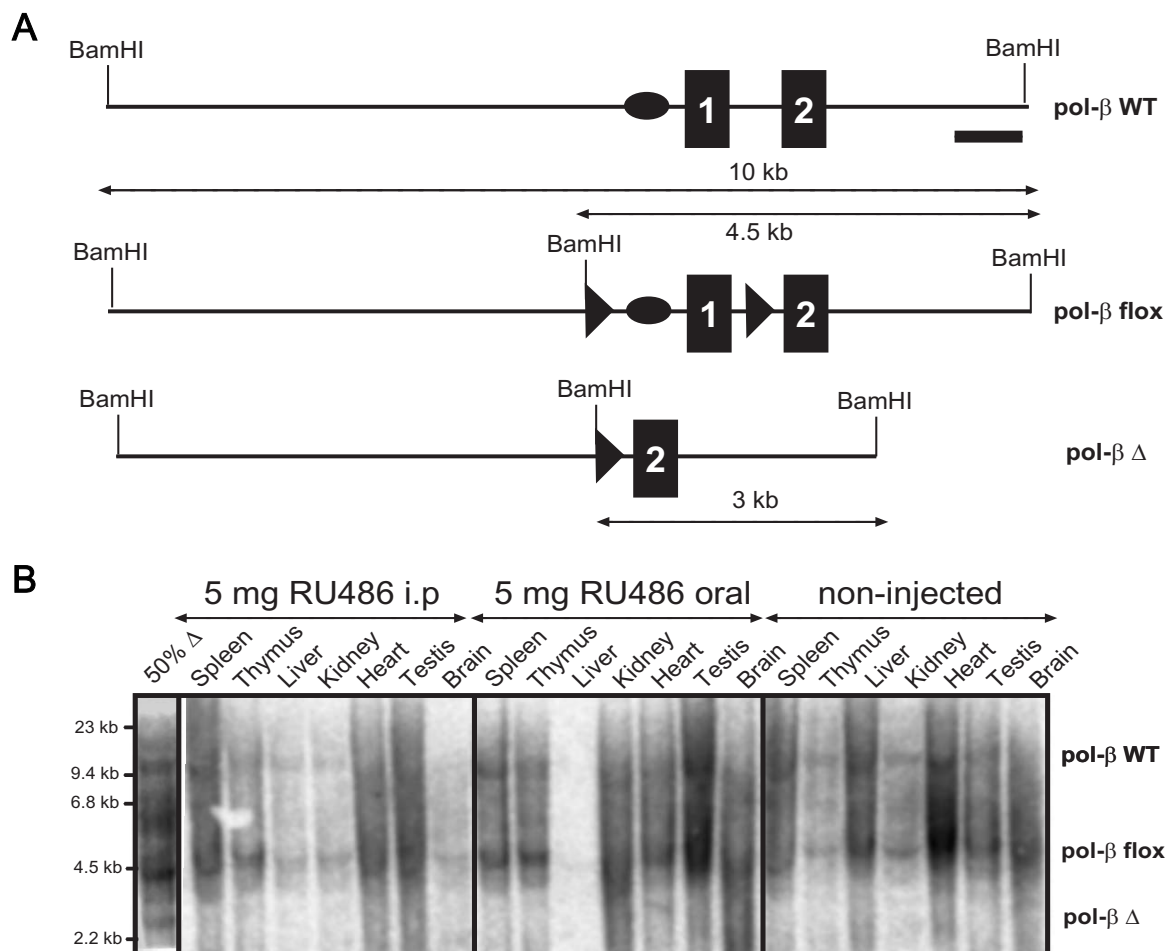 A
BamHI BamHI
1 2 pol-β WT
10 kb
4.5 kb
BamHI BamHI BamHI
1 2 pol-β flox
BamHI BamHI BamHI
2 pol-β Δ
3 kb
B
5 mg RU486 i.p 5 mg RU486 oral non-injected
50% Δ Spleen Thymus Liver Kidney Heart Testis Brain Spleen Thymus Liver Kidney Heart Testis Brain Spleen Thymus Liver Kidney Heart Testis Brain
23 kb
pol-β WT
9.4 kb
6.8 kb
pol-β flox
4.5 kb
pol-β Δ
2.2 kb